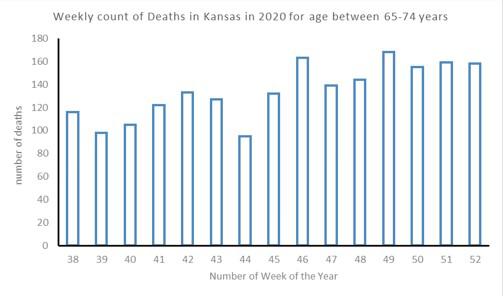 Weekly count of Deaths in Kansas in 2020 for age between 65-74 years
180
160
140
120
100
80
60
40
20
0
number of deaths
38 39 40 41 42 43 44 45 46 47 48 49 50 51 52
Number of Week of the Year